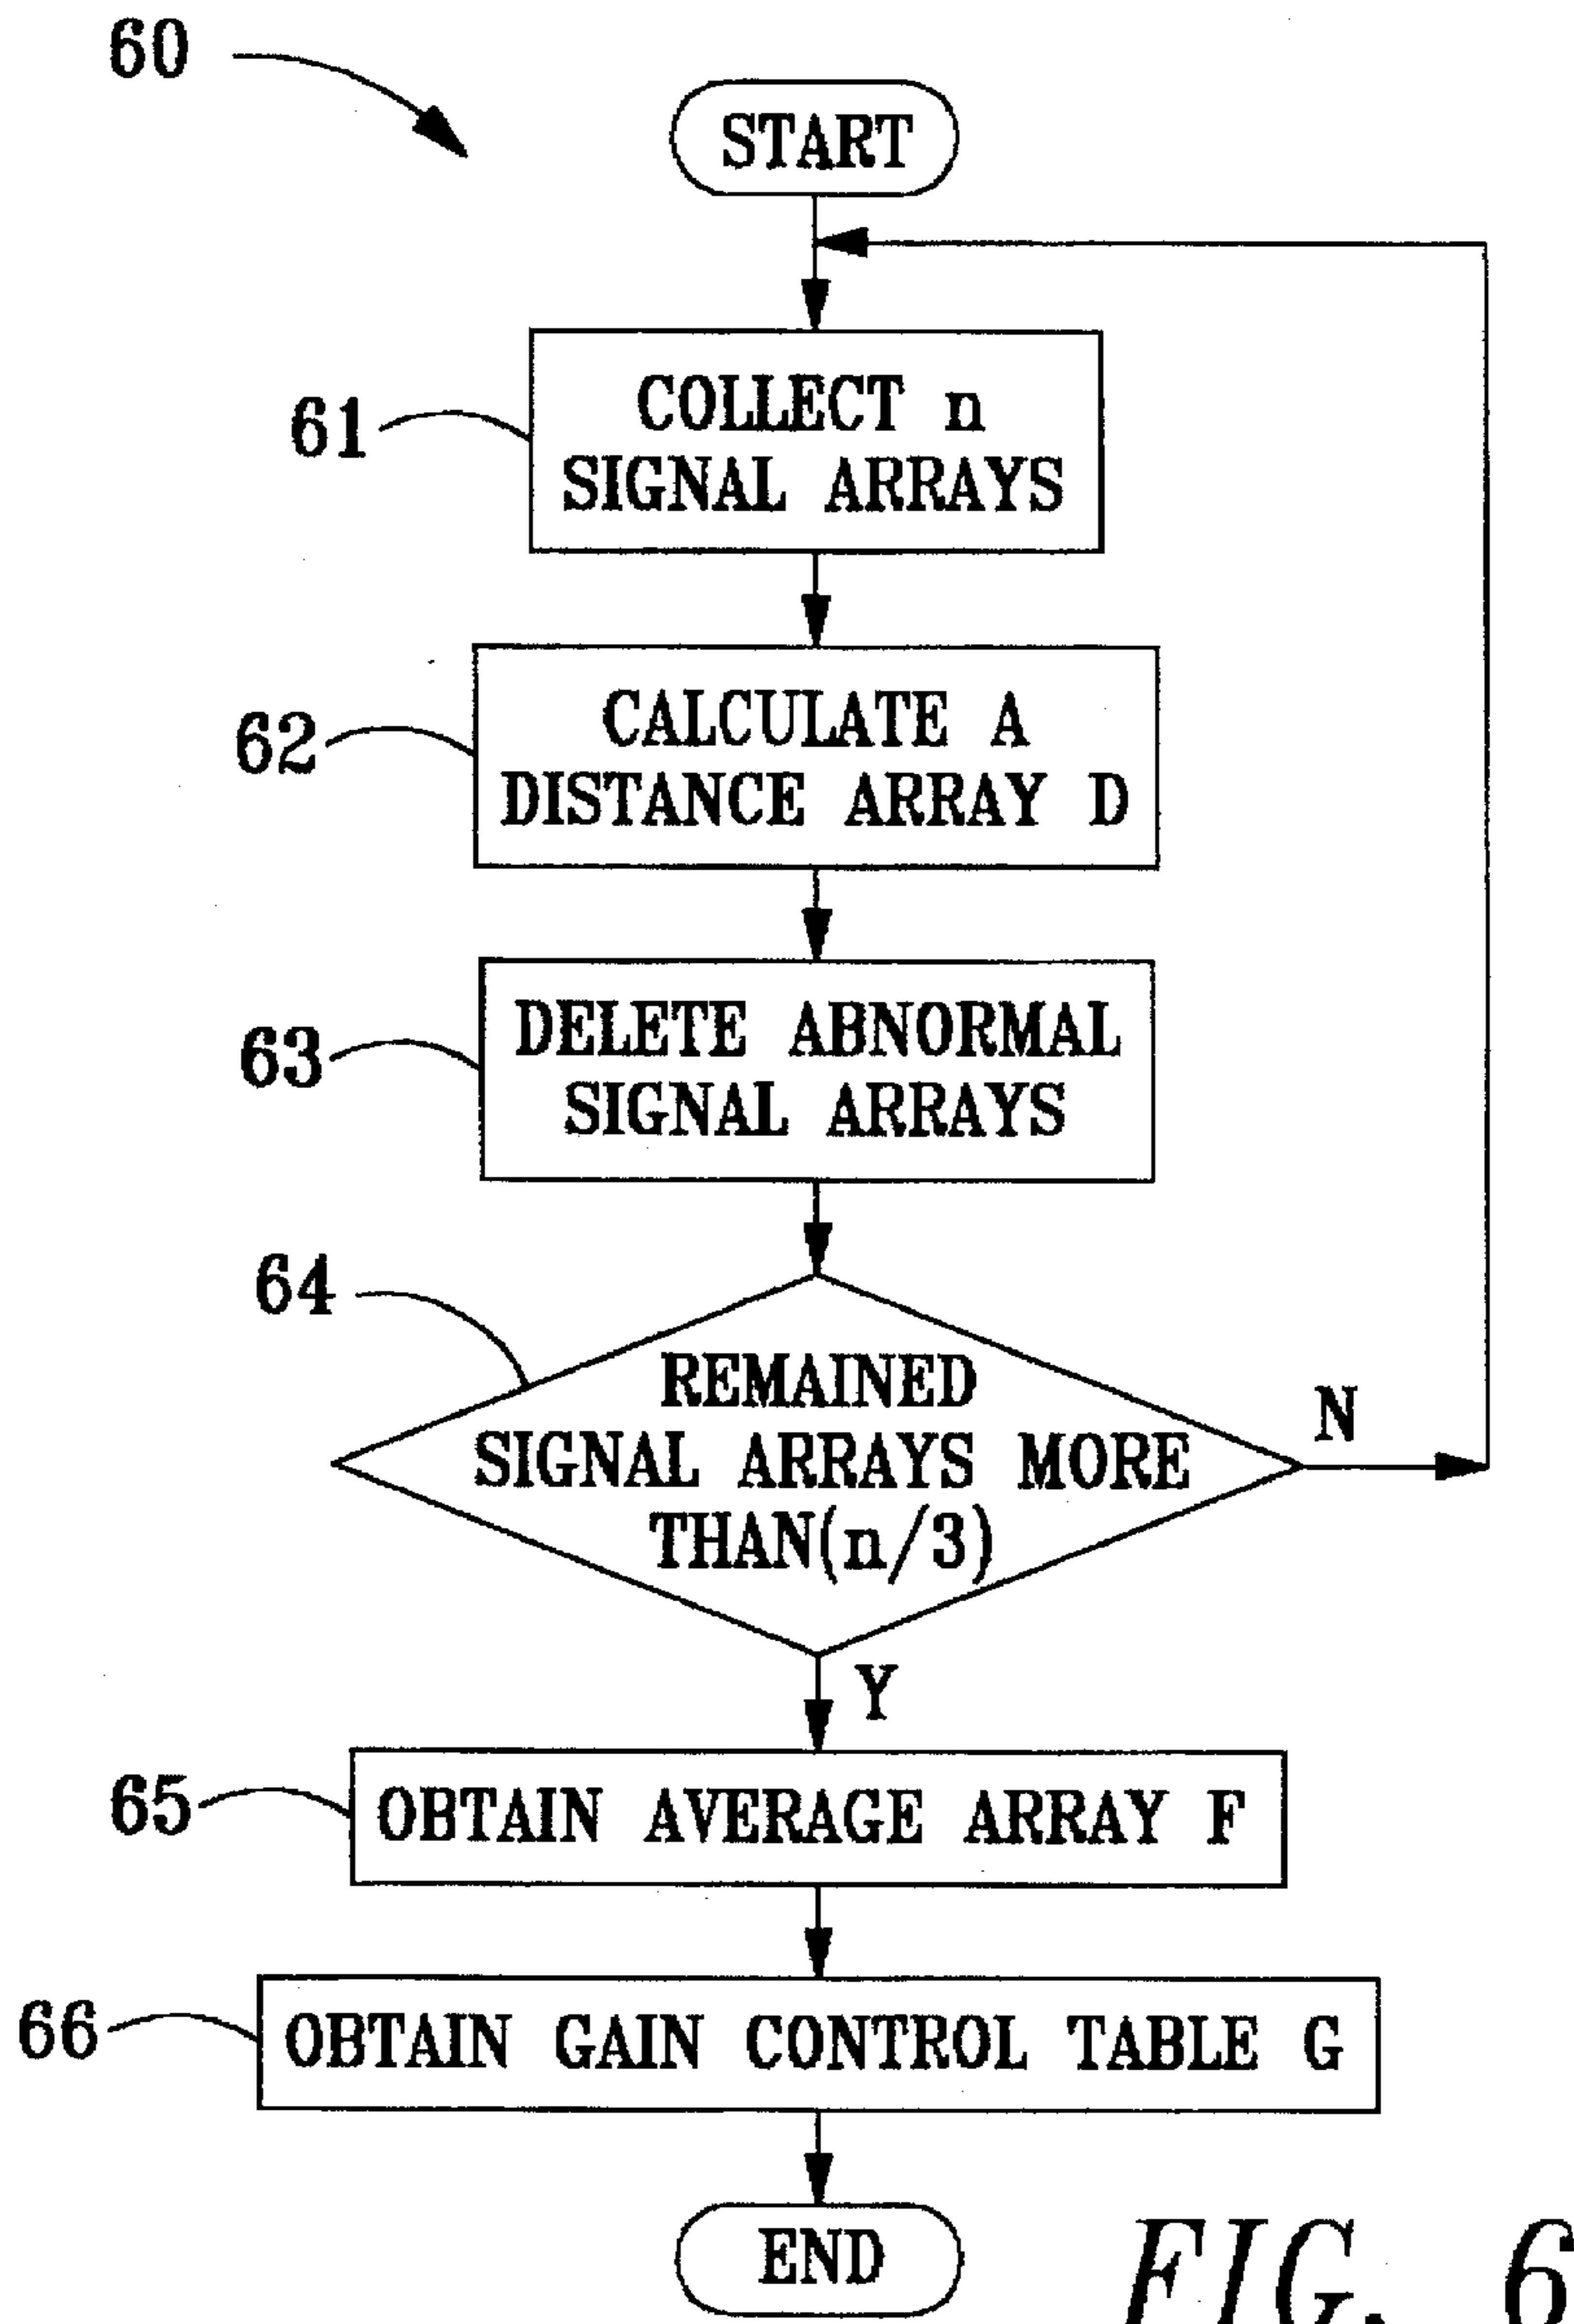 60
START
61
COLLECT n
SIGNAL ARRAYS
62
CALCULATE A
DISTANCE ARRAY D
63
DELETE ABNORMAL
SIGNAL ARRAYS
64
REMAINED
SIGNAL ARRAYS MORE
THAN(n/3)
N
Y
65
OBTAIN AVERAGE ARRAY F
66
OBTAIN GAIN CONTROL TABLE G
END
FIG. 6